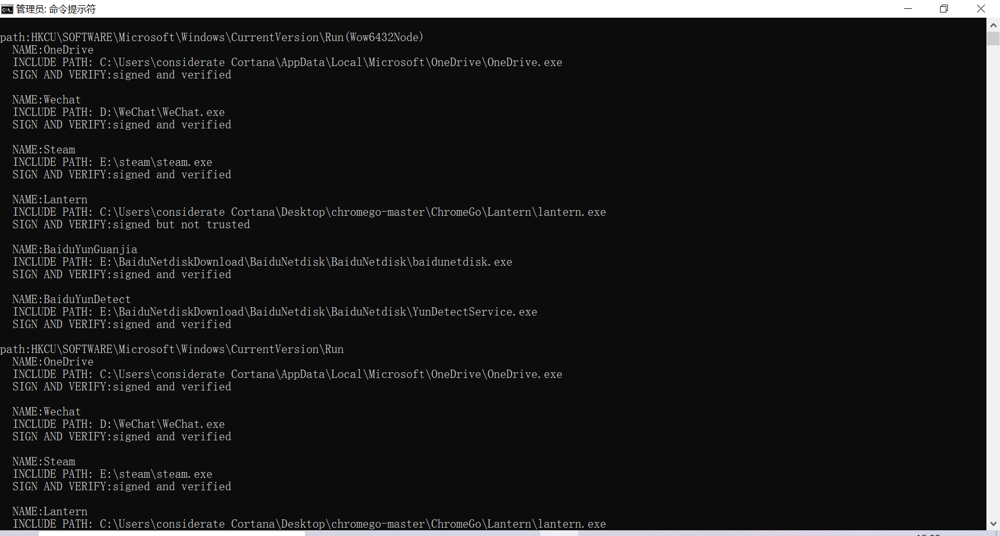 管理员: 命令提示符
path:HKCU\SOFTWARE\Microsoft\Windows\CurrentVersion\Run(Wow6432Node)
NAME:OneDrive
INCLUDE PATH: C:\Users\considerate Cortana\AppData\Local\Microsoft\OneDrive\OneDrive.exe
SIGN AND VERIFY:signed and verified
NAME:Wechat
INCLUDE PATH: D:\WeChat\WeChat.exe
SIGN AND VERIFY:signed and verified
NAME:Steam
INCLUDE PATH: E:\steam\steam.exe
SIGN AND VERIFY:signed and verified
NAME:Lantern
INCLUDE PATH: C:\Users\considerate Cortana\Desktop\chromego-master\ChromeGo\Lantern\lantern.exe
SIGN AND VERIFY:signed but not trusted
NAME:BaiduYunGuanjia
INCLUDE PATH: E:\BaiduNetdiskDownload\BaiduNetdisk\BaiduNetdisk\baidunetdisk.exe
SIGN AND VERIFY:signed and verified
NAME:BaiduYunDetect
INCLUDE PATH: E:\BaiduNetdiskDownload\BaiduNetdisk\BaiduNetdisk\YunDetectService.exe
SIGN AND VERIFY:signed and verified
path:HKCU\SOFTWARE\Microsoft\Windows\CurrentVersion\Run
NAME:OneDrive
INCLUDE PATH: C:\Users\considerate Cortana\AppData\Local\Microsoft\OneDrive\OneDrive.exe
SIGN AND VERIFY:signed and verified
NAME:Wechat
INCLUDE PATH: D:\WeChat\WeChat.exe
SIGN AND VERIFY:signed and verified
NAME:Steam
INCLUDE PATH: E:\steam\steam.exe
SIGN AND VERIFY:signed and verified
NAME:Lantern
INCLUDE PATH: C:\Users\considerate Cortana\Desktop\chromego-master\ChromeGo\Lantern\lantern.exe